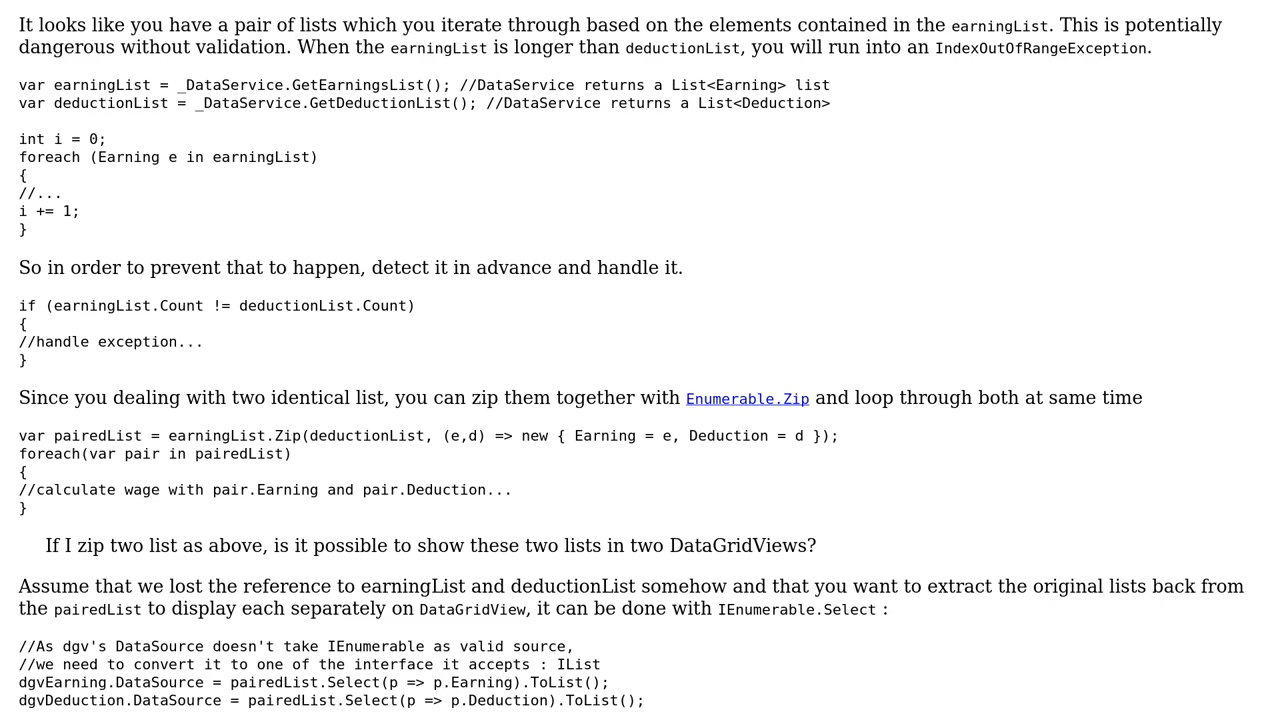 It looks like you have a pair of lists which you iterate through based on the elements contained in the earningList. This is potentially
dangerous without validation. When the earningList is longer than deductionList, you will run into an IndexOutOfRangeException.
var earningList = _DataService.GetEarningsList(); //DataService returns a List<Earning> list
var deductionList = _DataService.GetDeductionList(); //DataService returns a List<Deduction>
int i = 0;
foreach (Earning e in earningList)
{
//...
i += 1;
}
So in order to prevent that to happen, detect it in advance and handle it.
if (earningList.Count != deductionList.Count)
{
//handle exception...
}
Since you dealing with two identical list, you can zip them together with Enumerable.Zip and loop through both at same time
var pairedList = earningList.Zip(deductionList, (e,d) => new { Earning = e, Deduction = d });
foreach(var pair in pairedList)
{
//calculate wage with pair.Earning and pair.Deduction...
}
If I zip two list as above, is it possible to show these two lists in two DataGridViews?
Assume that we lost the reference to earningList and deductionList somehow and that you want to extract the original lists back from
the pairedList to display each separately on DataGridView, it can be done with IEnumerable.Select :
//As dgv's DataSource doesn't take IEnumerable as valid source,
//we need to convert it to one of the interface it accepts : IList
dgvEarning.DataSource = pairedList.Select(p => p.Earning).ToList();
dgvDeduction.DataSource = pairedList.Select(p => p.Deduction).ToList();